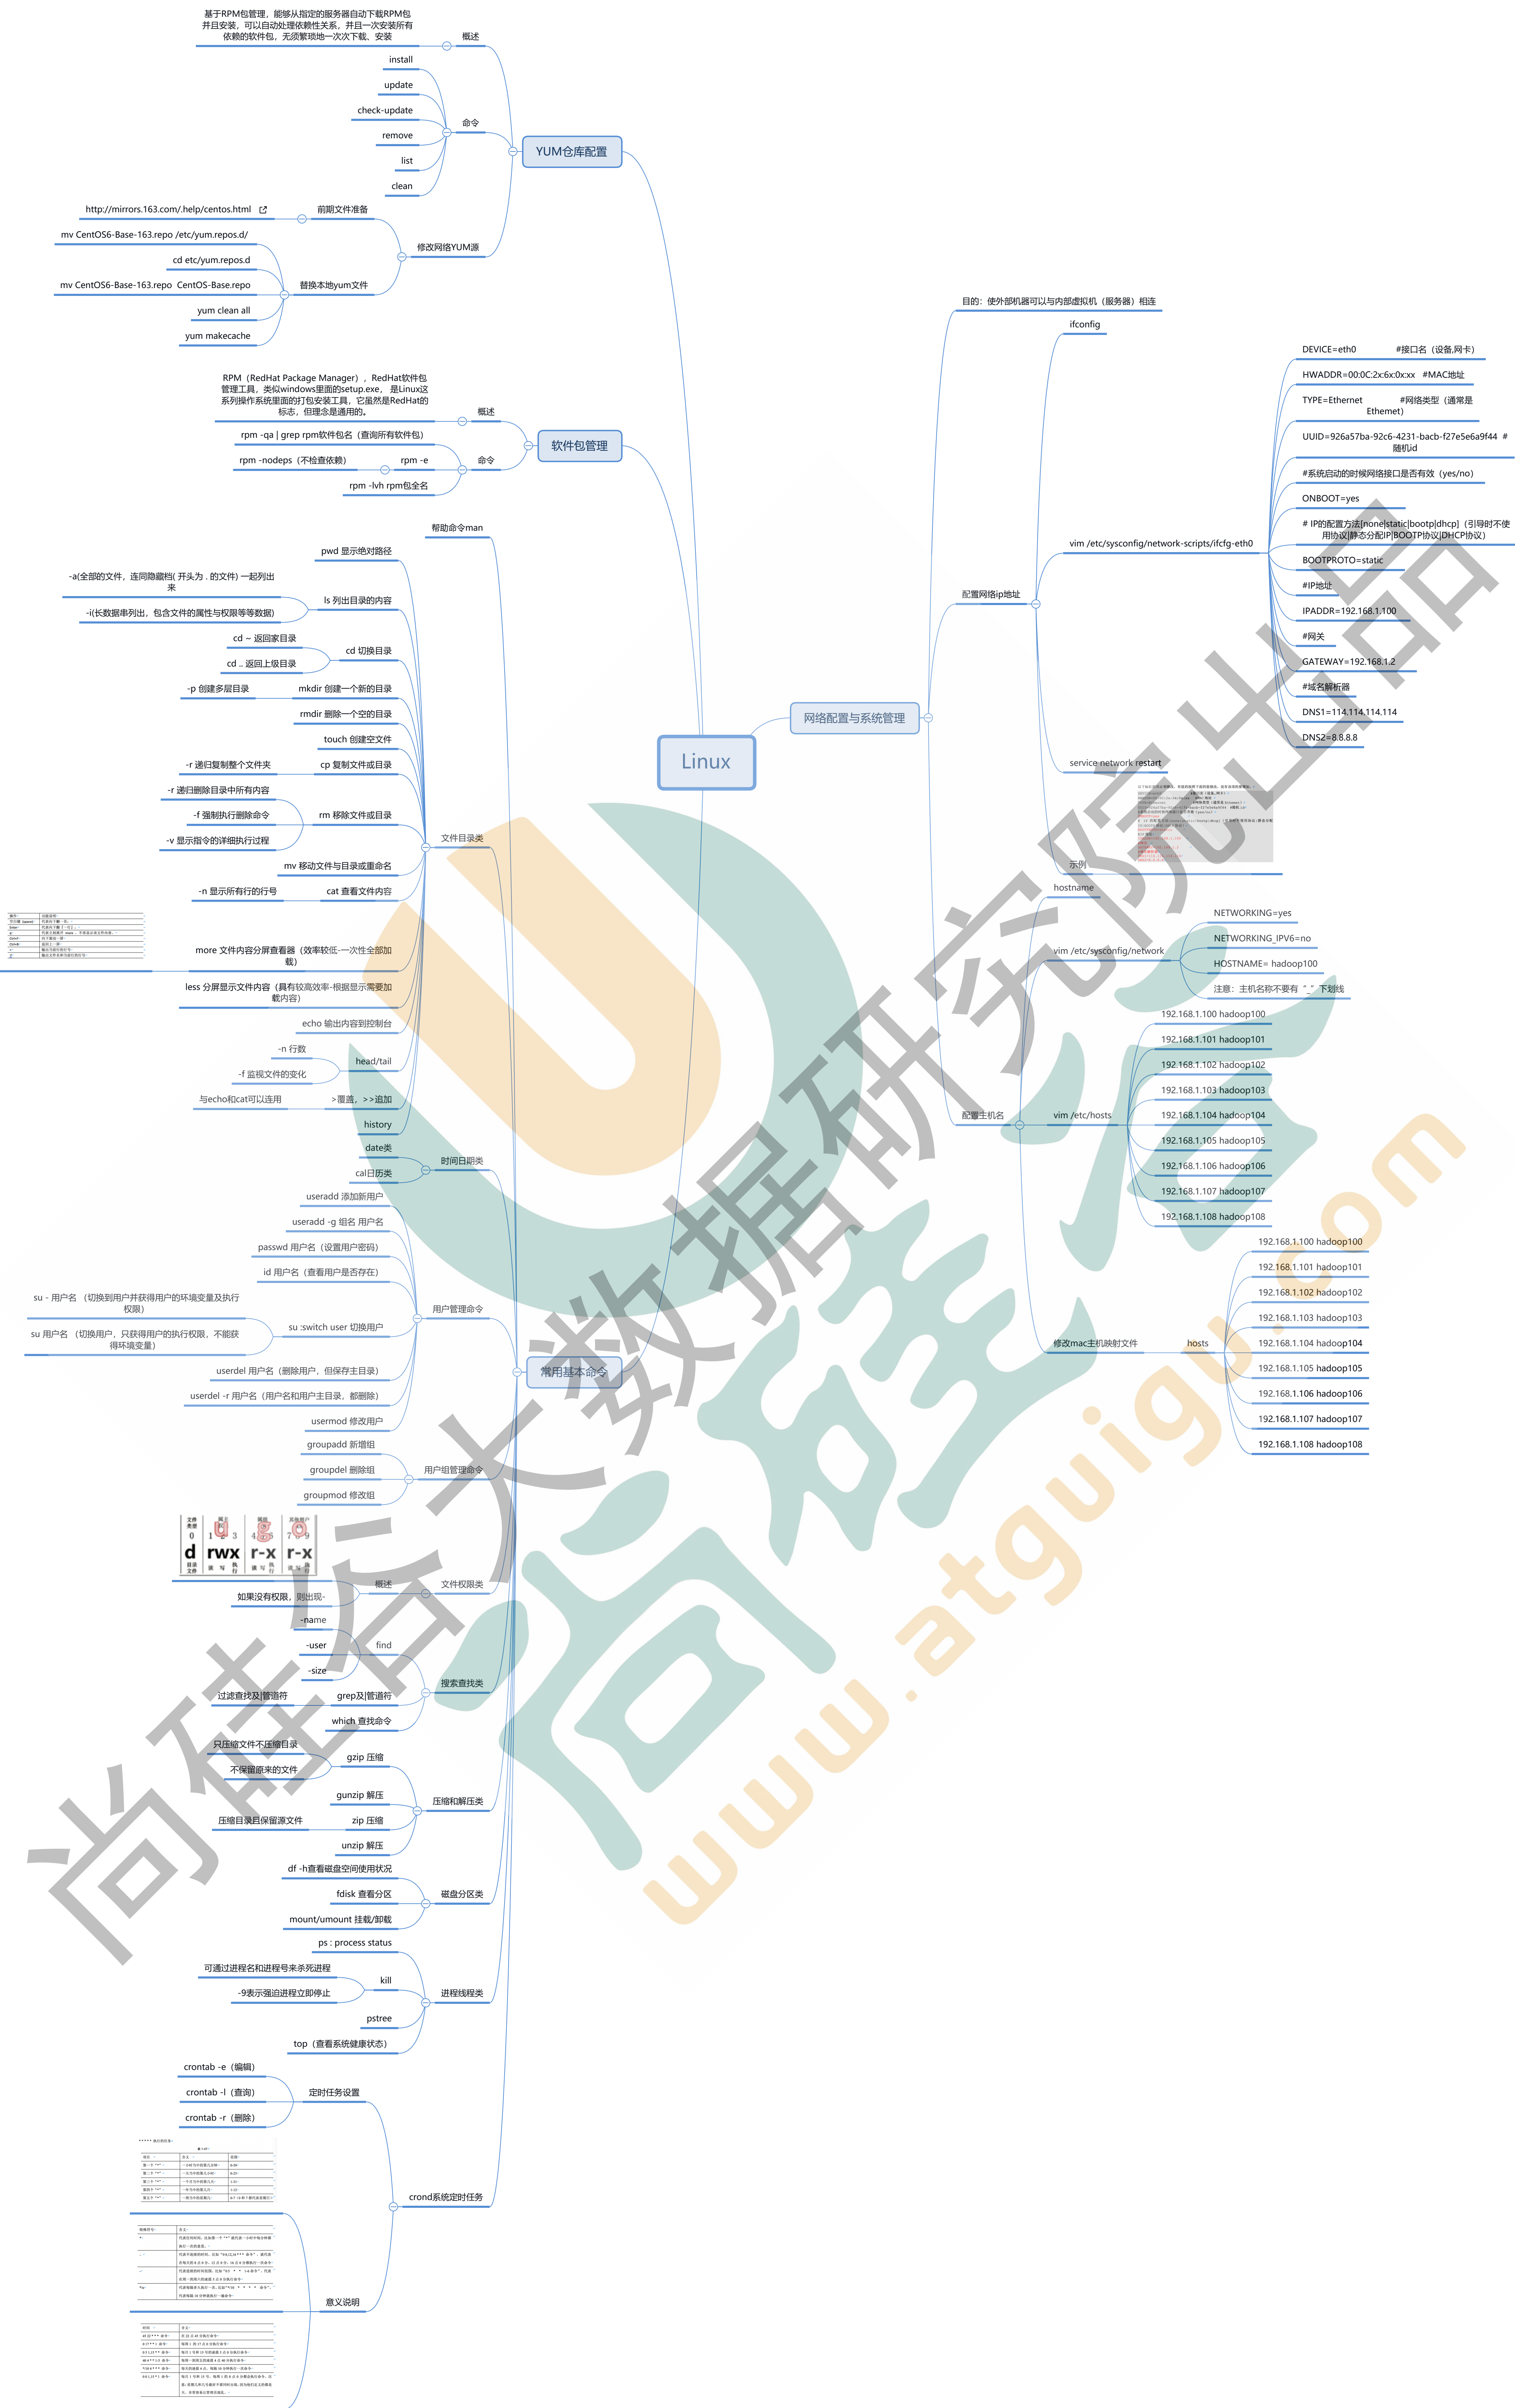 基于RPM包管理，能够从指定的服务器自动下载RPM包
并且安装，可以自动处理依赖性关系，并且一次安装所有
依赖的软件包，无须繁琐地一次次下载、安装
概述
install
update
check-update
remove
list
clean
命令
YUM仓库配置
http://mirrors.163.com/.help/centos.html
前期文件准备
mv CentOS6-Base-163.repo /etc/yum.repos.d/
cd etc/yum.repos.d
mv CentOS6-Base-163.repo CentOS-Base.repo
yum clean all
yum makecache
替换本地yum文件
修改网络YUM源
RPM（RedHat Package Manager），RedHat软件包
管理工具，类似windows里面的setup.exe， 是Linux这
系列操作系统里面的打包安装工具，它虽然是RedHat的
标志，但理念是通用的。
概述
rpm -qa | grep rpm软件包名（查询所有软件包）
rpm -nodeps（不检查依赖）
rpm -e
命令
rpm -lvh rpm包全名
软件包管理
帮助命令man
pwd 显示绝对路径
-a(全部的文件，连同隐藏档( 开头为 . 的文件) 一起列出
来
-i(长数据串列出，包含文件的属性与权限等等数据)
ls 列出目录的内容
cd ~ 返回家目录
cd .. 返回上级目录
cd 切换目录
-p 创建多层目录
mkdir 创建一个新的目录
rmdir 删除一个空的目录
touch 创建空文件
-r 递归复制整个文件夹
cp 复制文件或目录
-r 递归删除目录中所有内容
-f 强制执行删除命令
-v 显示指令的详细执行过程
rm 移除文件或目录
文件目录类
mv 移动文件与目录或重命名
-n 显示所有行的行号
cat 查看文件内容
more 文件内容分屏查看器（效率较低-一次性全部加
载）
less 分屏显示文件内容（具有较高效率-根据显示需要加
载内容）
echo 输出内容到控制台
-n 行数
-f 监视文件的变化
head/tail
与echo和cat可以连用
>覆盖，>>追加
history
date类
cal日历类
时间日期类
useradd 添加新用户
useradd -g 组名 用户名
passwd 用户名（设置用户密码）
id 用户名（查看用户是否存在）
su - 用户名 （切换到用户并获得用户的环境变量及执行
权限）
su 用户名 （切换用户，只获得用户的执行权限，不能获
得环境变量）
su :switch user 切换用户
用户管理命令
userdel 用户名（删除用户，但保存主目录）
userdel -r 用户名（用户名和用户主目录，都删除）
usermod 修改用户
常用基本命令
groupadd 新增组
groupdel 删除组
groupmod 修改组
用户组管理命令
d rwx r-x r-x
概述
文件权限类
如果没有权限，则出现-
-name
-user
-size
find
过滤查找及|管道符
grep及|管道符
which 查找命令
搜索查找类
只压缩文件不压缩目录
不保留原来的文件
gzip 压缩
gunzip 解压
压缩目录且保留源文件
zip 压缩
unzip 解压
压缩和解压类
df -h查看磁盘空间使用状况
fdisk 查看分区
mount/umount 挂载/卸载
磁盘分区类
ps : process status
可通过进程名和进程号来杀死进程
-9表示强迫进程立即停止
kill
pstree
top（查看系统健康状态）
进程线程类
crontab -e（编辑）
crontab -l（查询）
crontab -r（删除）
定时任务设置
crond系统定时任务
意义说明
Linux
网络配置与系统管理
目的：使外部机器可以与内部虚拟机（服务器）相连
ifconfig
配置网络ip地址
vim /etc/sysconfig/network-scripts/ifcfg-eth0
DEVICE=eth0 #接口名（设备,网卡）
HWADDR=00:0C:2x:6x:0x:xx #MAC地址
TYPE=Ethernet #网络类型（通常是
Ethemet）
UUID=926a57ba-92c6-4231-bacb-f27e5e6a9f44 #
随机id
#系统启动的时候网络接口是否有效（yes/no）
ONBOOT=yes
# IP的配置方法[none|static|bootp|dhcp]（引导时不使
用协议|静态分配IP|BOOTP协议|DHCP协议）
BOOTPROTO=static
#IP地址
IPADDR=192.168.1.100
#网关
GATEWAY=192.168.1.2
#域名解析器
DNS1=114.114.114.114
DNS2=8.8.8.8
service network restart
示例
配置主机名
hostname
vim /etc/sysconfig/network
NETWORKING=yes
NETWORKING_IPV6=no
HOSTNAME= hadoop100
注意：主机名称不要有“_”下划线
vim /etc/hosts
192.168.1.100 hadoop100
192.168.1.101 hadoop101
192.168.1.102 hadoop102
192.168.1.103 hadoop103
192.168.1.104 hadoop104
192.168.1.105 hadoop105
192.168.1.106 hadoop106
192.168.1.107 hadoop107
192.168.1.108 hadoop108
修改mac主机映射文件
hosts
192.168.1.100 hadoop100
192.168.1.101 hadoop101
192.168.1.102 hadoop102
192.168.1.103 hadoop103
192.168.1.104 hadoop104
192.168.1.105 hadoop105
192.168.1.106 hadoop106
192.168.1.107 hadoop107
192.168.1.108 hadoop108
尚硅谷大数据研究院出品
尚硅谷
www.atguigu.com